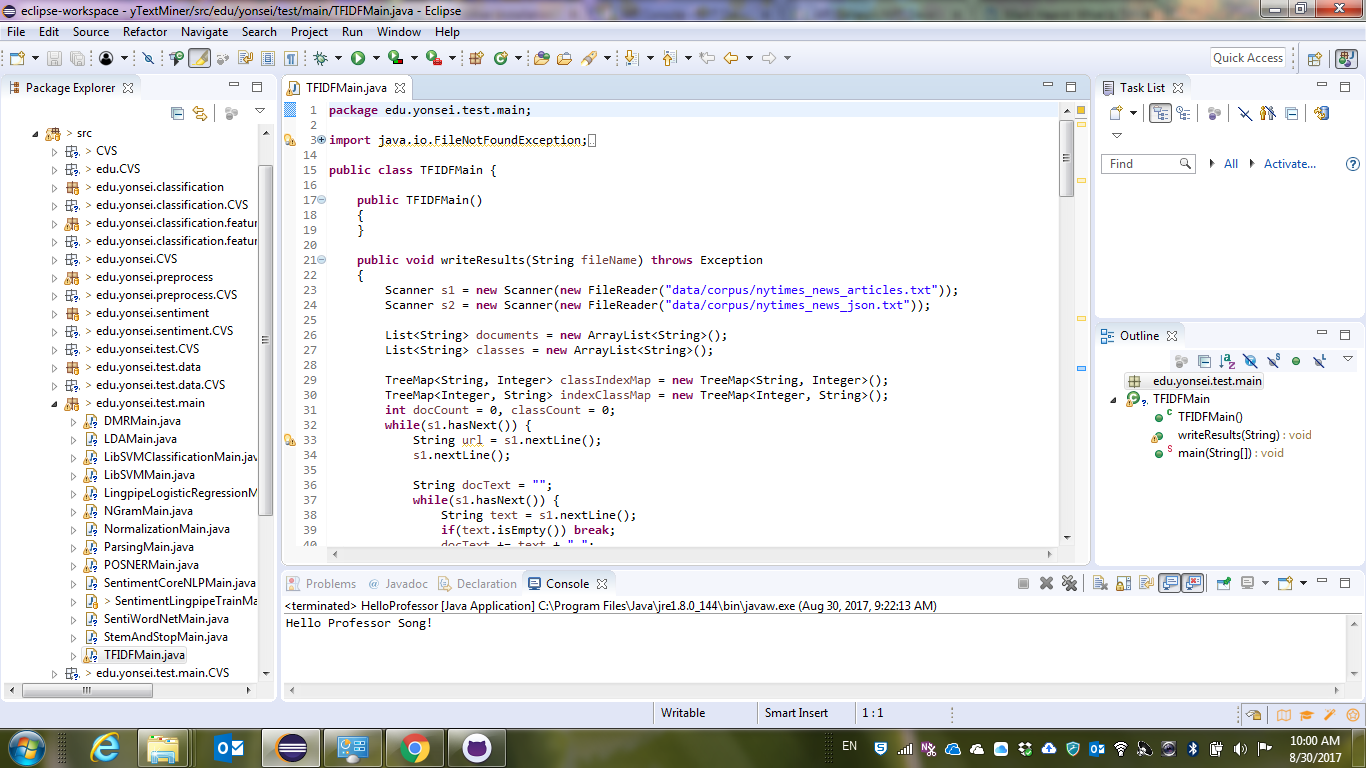 eclipse-workspace - yTextMiner/src/edu/yonsei/test/main/TFIDFMain.java - Eclipse
File Edit Source Refactor Navigate Search Project Run Window Help
Quick Access
Package Explorer
> src
> CVS
> edu.CVS
> edu.yonsei.classification
> edu.yonsei.classification.CVS
> edu.yonsei.classification.featur
> edu.yonsei.classification.featur
> edu.yonsei.CVS
> edu.yonsei.preprocess
> edu.yonsei.preprocess.CVS
> edu.yonsei.sentiment
> edu.yonsei.sentiment.CVS
> edu.yonsei.test.CVS
> edu.yonsei.test.data
> edu.yonsei.test.data.CVS
> edu.yonsei.test.main
DMRMain.java
LDAMain.java
LibSVMClassificationMain.jav
LibSVMMain.java
LingpipeLogisticRegressionM
NGramMain.java
NormalizationMain.java
ParsingMain.java
POSNERMain.java
SentimentCoreNLPMain.java
> SentimentLingpipeTrainMa
SentiWordNetMain.java
StemAndStopMain.java
TFIDFMain.java
> edu.yonsei.test.main.CVS
TFIDFMain.java
1 package edu.yonsei.test.main;
2
3 import java.io.FileNotFoundException;
14
15 public class TFIDFMain {
16
17 public TFIDFMain()
18 {
19 }
20
21 public void writeResults(String fileName) throws Exception
22 {
23 Scanner s1 = new Scanner(new FileReader("data/corpus/nytimes_news_articles.txt"));
24 Scanner s2 = new Scanner(new FileReader("data/corpus/nytimes_news_json.txt"));
25
26 List<String> documents = new ArrayList<String>();
27 List<String> classes = new ArrayList<String>();
28
29 TreeMap<String, Integer> classIndexMap = new TreeMap<String, Integer>();
30 TreeMap<Integer, String> indexClassMap = new TreeMap<Integer, String>();
31 int docCount = 0, classCount = 0;
32 while(s1.hasNext()) {
33 String url = s1.nextLine();
34 s1.nextLine();
35
36 String docText = "";
37 while(s1.hasNext()) {
38 String text = s1.nextLine();
39 if(text.isEmpty()) break;
40 docText += text + " ";
Task List
Find All Activate...
Outline
edu.yonsei.test.main
TFIDFMain
TFIDFMain()
writeResults(String) : void
main(String[]) : void
Problems Javadoc Declaration Console
<terminated> HelloProfessor [Java Application] C:\Program Files\Java\jre1.8.0_144\bin\javaw.exe (Aug 30, 2017, 9:22:13 AM)
Hello Professor Song!
Writable Smart Insert 1 : 1
EN
10:00 AM
8/30/2017